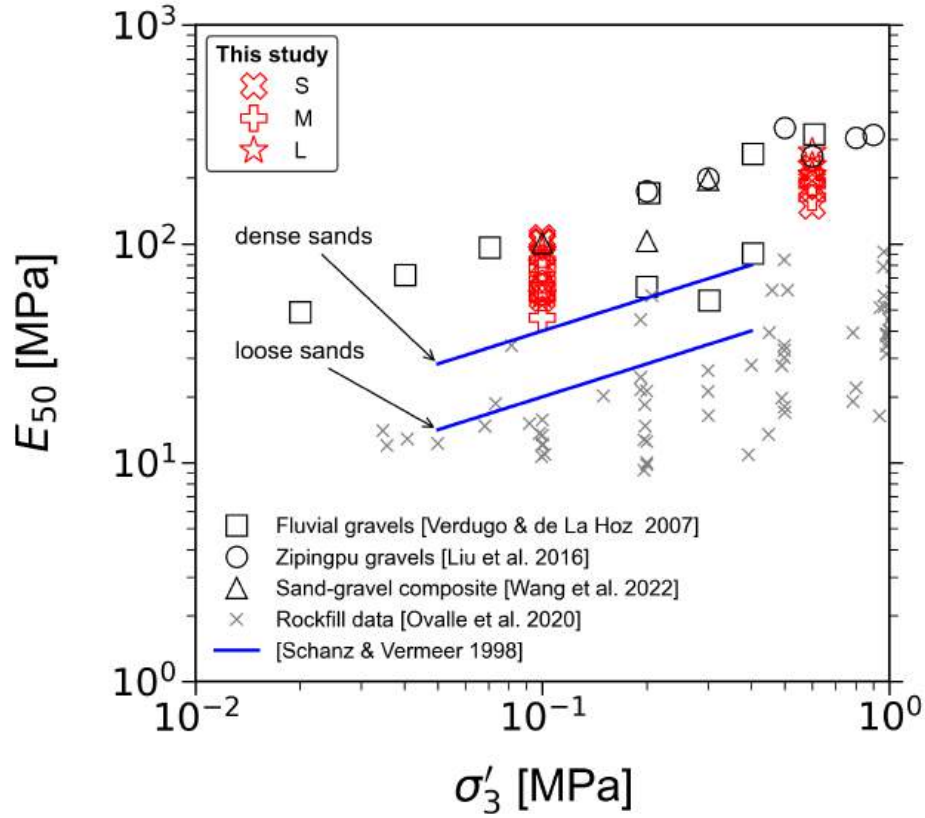 10³
This study
S
M
L
dense sands
10²
loose sands
E₅₀ [MPa]
10¹
Fluvial gravels [Verdugo & de La Hoz 2007]
Zipingpu gravels [Liu et al. 2016]
Sand-gravel composite [Wang et al. 2022]
Rockfill data [Ovalle et al. 2020]
[Schanz & Vermeer 1998]
10⁰
10⁻² 10⁻¹ 10⁰
σ′₃ [MPa]